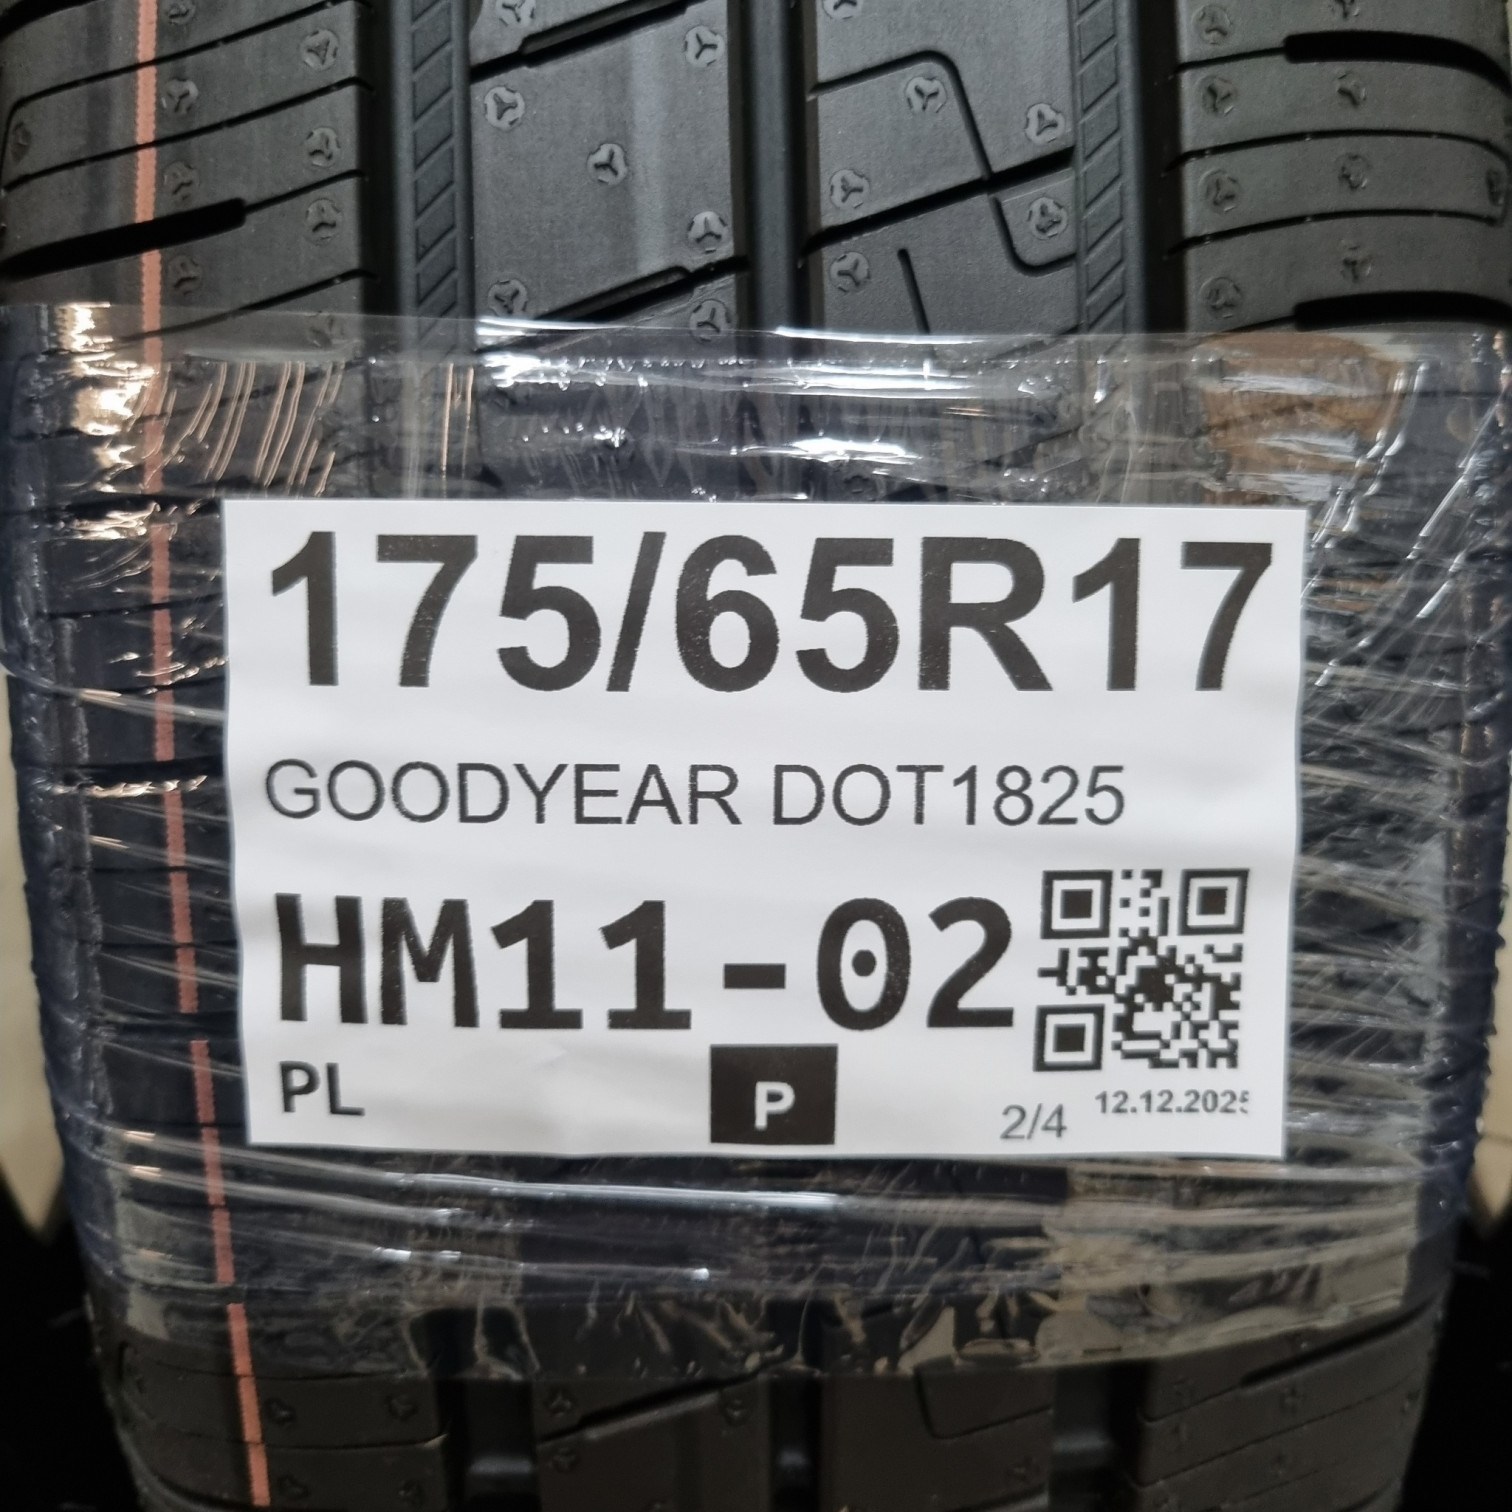 175/65R17
GOODYEAR DOT1825
HM11-02
PL
P
2/4
12.12.2025